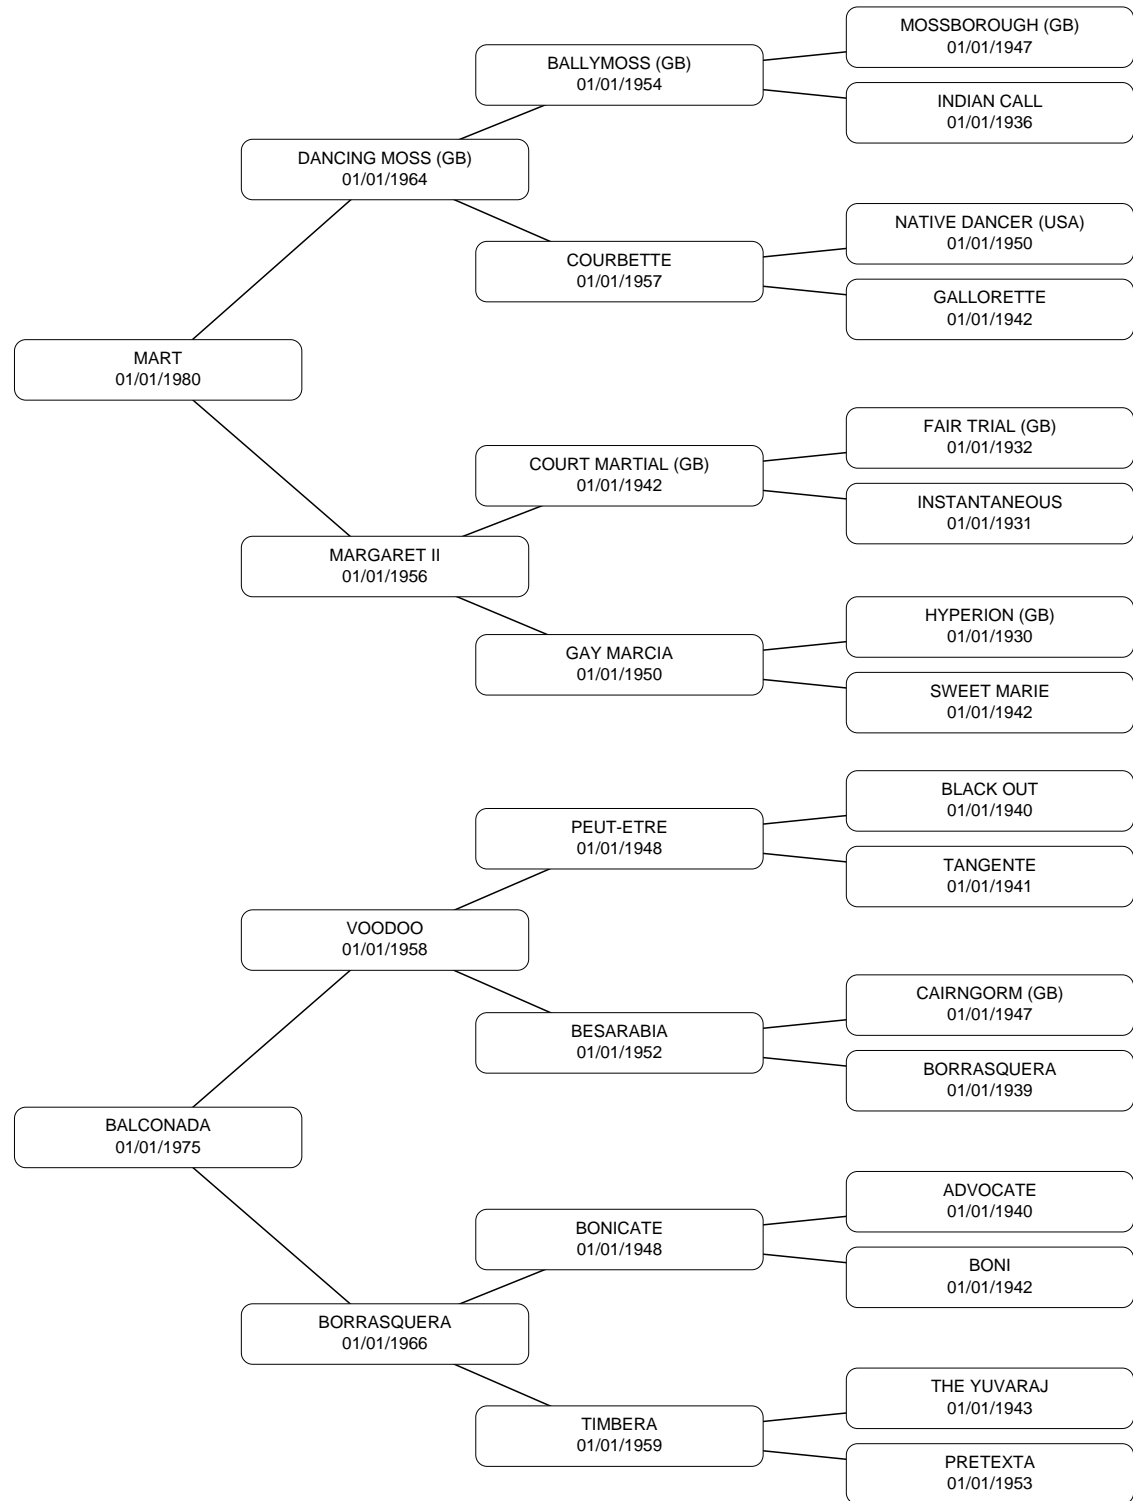 MOSSBOROUGH (GB)
01/01/1947
BALLYMOSS (GB)
01/01/1954
INDIAN CALL
01/01/1936
DANCING MOSS (GB)
01/01/1964
NATIVE DANCER (USA)
01/01/1950
COURBETTE
01/01/1957
GALLORETTE
01/01/1942
MART
01/01/1980
FAIR TRIAL (GB)
01/01/1932
COURT MARTIAL (GB)
01/01/1942
INSTANTANEOUS
01/01/1931
MARGARET II
01/01/1956
HYPERION (GB)
01/01/1930
GAY MARCIA
01/01/1950
SWEET MARIE
01/01/1942
BLACK OUT
01/01/1940
PEUT-ETRE
01/01/1948
TANGENTE
01/01/1941
VOODOO
01/01/1958
CAIRNGORM (GB)
01/01/1947
BESARABIA
01/01/1952
BORRASQUERA
01/01/1939
BALCONADA
01/01/1975
ADVOCATE
01/01/1940
BONICATE
01/01/1948
BONI
01/01/1942
BORRASQUERA
01/01/1966
THE YUVARAJ
01/01/1943
TIMBERA
01/01/1959
PRETEXTA
01/01/1953